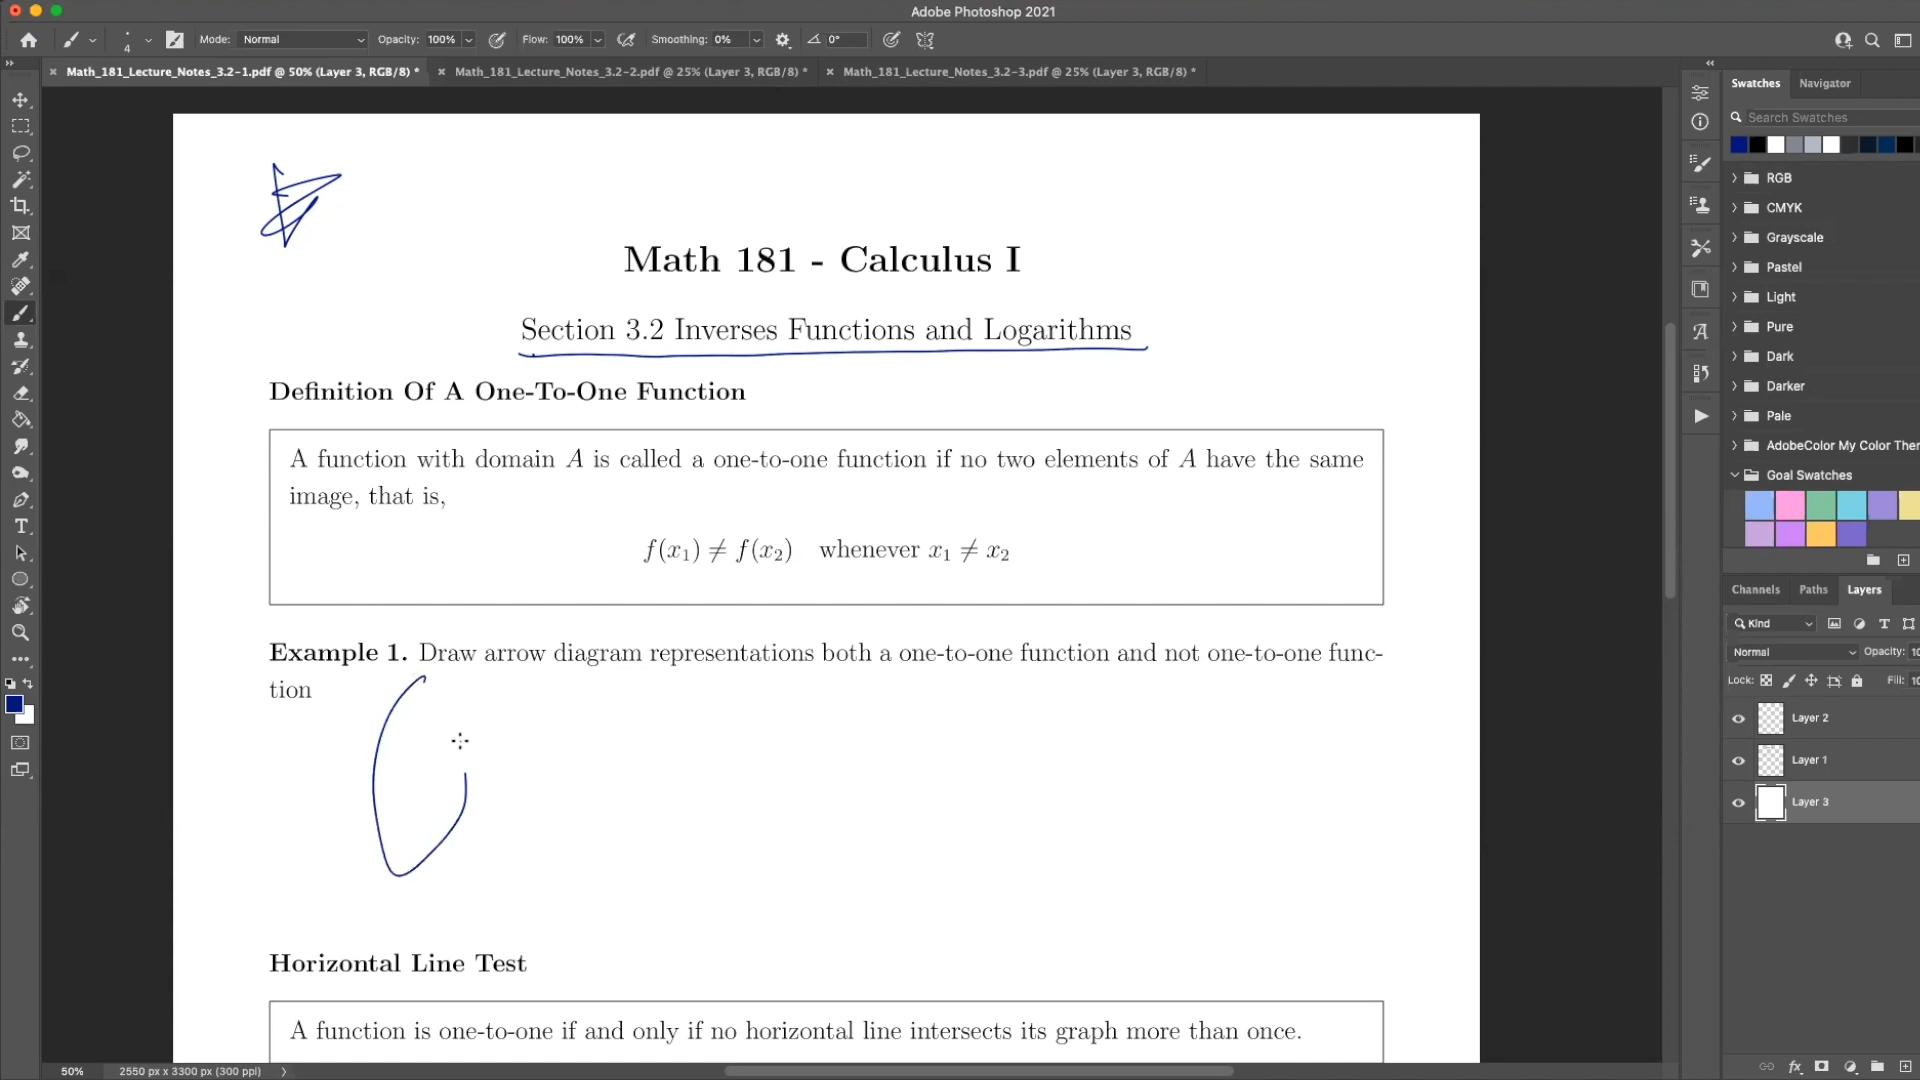 Adobe Photoshop 2021
4 Mode: Normal Opacity: 100% Flow: 100% Smoothing: 0% 0°
Math_181_Lecture_Notes_3.2-1.pdf @ 50% (Layer 3, RGB/8) * Math_181_Lecture_Notes_3.2-2.pdf @ 25% (Layer 3, RGB/8) * Math_181_Lecture_Notes_3.2-3.pdf @ 25% (Layer 3, RGB/8) *
Math 181 - Calculus I
Section 3.2 Inverses Functions and Logarithms
Definition Of A One-To-One Function
A function with domain A is called a one-to-one function if no two elements of A have the same
image, that is,
f(x₁) ≠ f(x₂) whenever x₁ ≠ x₂
Example 1. Draw arrow diagram representations both a one-to-one function and not one-to-one func-
tion
Horizontal Line Test
A function is one-to-one if and only if no horizontal line intersects its graph more than once.
50% 2550 px x 3300 px (300 ppi)
Swatches Navigator
Search Swatches
RGB
CMYK
Grayscale
Pastel
Light
Pure
Dark
Darker
Pale
AdobeColor My Color Ther
Goal Swatches
Channels Paths Layers
Kind
Normal Opacity: 10
Lock: Fill: 10
Layer 2
Layer 1
Layer 3
fx